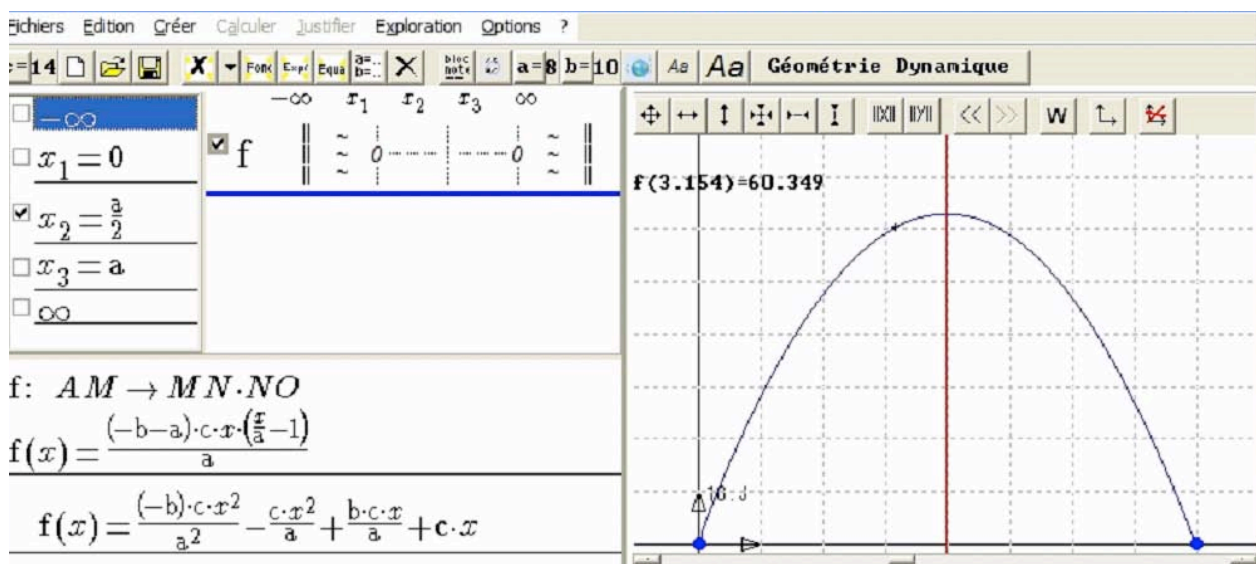 Fichiers Edition Créer Calculer Justifier Exploration Options ?
=14 X Fonc Expr Equa a=.. b=.. bloc note a=8 b=10 Aa Aa Géométrie Dynamique
−∞
x₁ = 0
x₂ = a/2
x₃ = a
∞
−∞ x₁ x₂ x₃ ∞
f ‖ ~ 0 0 ~ ‖
W
f(3.154)=60.349
f: AM → MN·NO
f(x) = ((−b−a)·c·x·(x/a−1))/a
f(x) = ((−b)·c·x²)/a² − (c·x²)/a + (b·c·x)/a + c·x